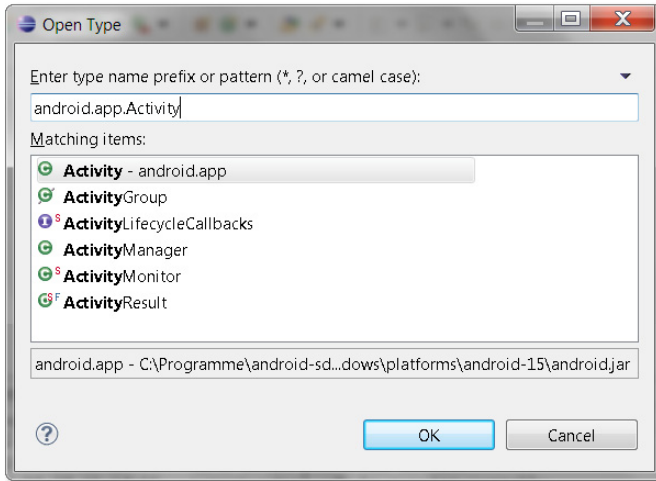 Open Type
Enter type name prefix or pattern (*, ?, or camel case):
android.app.Activity
Matching items:
Activity - android.app
ActivityGroup
S ActivityLifecycleCallbacks
ActivityManager
S ActivityMonitor
S F ActivityResult
android.app - C:\Programme\android-sd...dows\platforms\android-15\android.jar
OK
Cancel